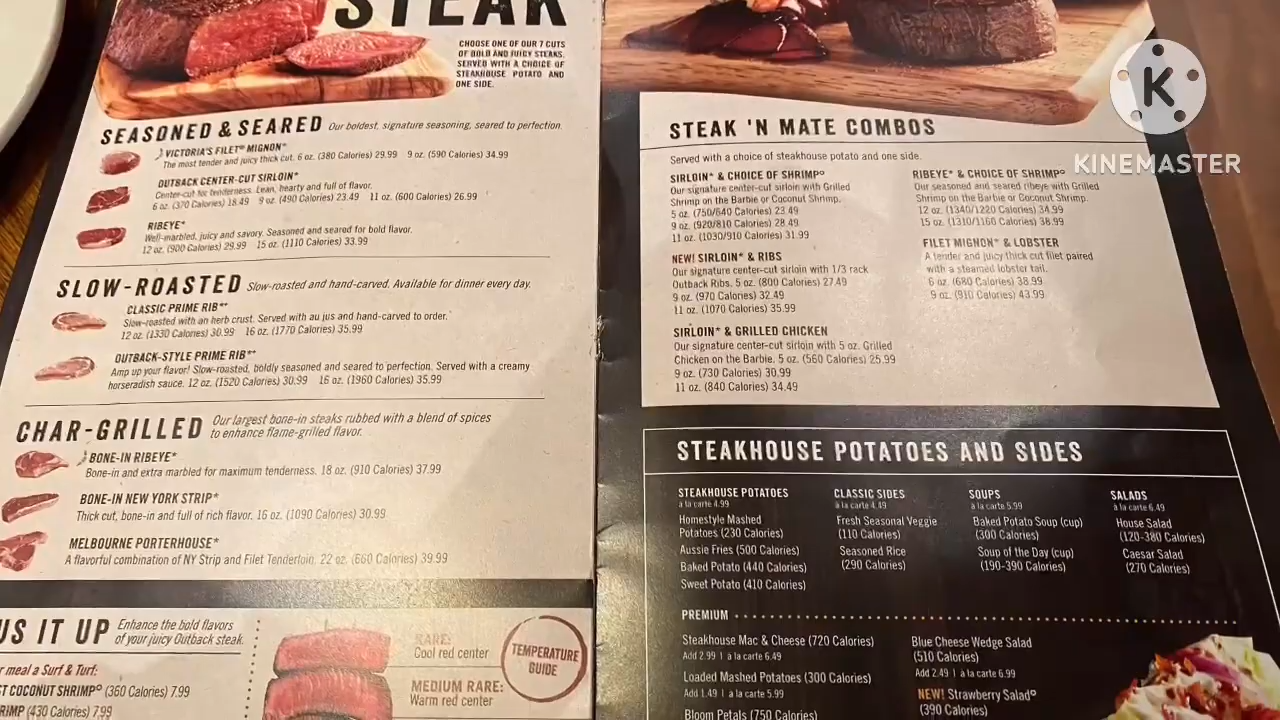 STEAK
CHOOSE ONE OF OUR 7 CUTS
OF BOLD AND JUICY STEAKS.
SERVED WITH A CHOICE OF
STEAKHOUSE POTATO AND
ONE SIDE.
SEASONED & SEARED Our boldest, signature seasoning, seared to perfection.
VICTORIA'S FILET® MIGNON*
The most tender and juicy thick cut. 6 oz. (380 Calories) 29.99 9 oz. (590 Calories) 34.99
OUTBACK CENTER-CUT SIRLOIN*
Center-cut for tenderness. Lean, hearty and full of flavor.
6 oz. (370 Calories) 18.49 9 oz. (490 Calories) 23.49 11 oz. (600 Calories) 26.99
RIBEYE*
Well-marbled, juicy and savory. Seasoned and seared for bold flavor.
12 oz. (900 Calories) 29.99 15 oz. (1110 Calories) 33.99
SLOW-ROASTED Slow-roasted and hand-carved. Available for dinner every day.
CLASSIC PRIME RIB**
Slow-roasted with an herb crust. Served with au jus and hand-carved to order.
12 oz. (1330 Calories) 30.99 16 oz. (1770 Calories) 35.99
OUTBACK-STYLE PRIME RIB**
Amp up your flavor! Slow-roasted, boldly seasoned and seared to perfection. Served with a creamy
horseradish sauce. 12 oz. (1520 Calories) 30.99 16 oz. (1960 Calories) 35.99
CHAR-GRILLED Our largest bone-in steaks rubbed with a blend of spices
to enhance flame-grilled flavor.
BONE-IN RIBEYE*
Bone-in and extra marbled for maximum tenderness. 18 oz. (910 Calories) 37.99
BONE-IN NEW YORK STRIP*
Thick cut, bone-in and full of rich flavor. 16 oz. (1090 Calories) 30.99
MELBOURNE PORTERHOUSE*
A flavorful combination of NY Strip and Filet Tenderloin. 22 oz. (660 Calories) 39.99
US IT UP Enhance the bold flavors
of your juicy Outback steak.
r meal a Surf & Turf:
ST COCONUT SHRIMP® (360 Calories) 7.99
RIMP (430 Calories) 7.99
RARE:
Cool red center
MEDIUM RARE:
Warm red center
TEMPERATURE
GUIDE
K
KINEMASTER
STEAK 'N MATE COMBOS
Served with a choice of steakhouse potato and one side.
SIRLOIN* & CHOICE OF SHRIMP®
Our signature center-cut sirloin with Grilled
Shrimp on the Barbie or Coconut Shrimp.
5 oz. (750/640 Calories) 23.49
9 oz. (920/810 Calories) 28.49
11 oz. (1030/910 Calories) 31.99
NEW! SIRLOIN* & RIBS
Our signature center-cut sirloin with 1/3 rack
Outback Ribs. 5 oz. (800 Calories) 27.49
9 oz. (970 Calories) 32.49
11 oz. (1070 Calories) 35.99
SIRLOIN* & GRILLED CHICKEN
Our signature center-cut sirloin with 5 oz. Grilled
Chicken on the Barbie. 5 oz. (560 Calories) 25.99
9 oz. (730 Calories) 30.99
11 oz. (840 Calories) 34.49
RIBEYE* & CHOICE OF SHRIMP®
Our seasoned and seared ribeye with Grilled
Shrimp on the Barbie or Coconut Shrimp.
12 oz. (1340/1220 Calories) 34.99
15 oz. (1310/1160 Calories) 38.99
FILET MIGNON* & LOBSTER
A tender and juicy thick cut filet paired
with a steamed lobster tail.
6 oz. (680 Calories) 38.99
9 oz. (910 Calories) 43.99
STEAKHOUSE POTATOES AND SIDES
STEAKHOUSE POTATOES
à la carte 4.99
Homestyle Mashed
Potatoes (230 Calories)
Aussie Fries (500 Calories)
Baked Potato (440 Calories)
Sweet Potato (410 Calories)
CLASSIC SIDES
à la carte 4.49
Fresh Seasonal Veggie
(110 Calories)
Seasoned Rice
(290 Calories)
SOUPS
à la carte 5.99
Baked Potato Soup (cup)
(300 Calories)
Soup of the Day (cup)
(190-390 Calories)
SALADS
à la carte 6.49
House Salad
(120-380 Calories)
Caesar Salad
(270 Calories)
PREMIUM
Steakhouse Mac & Cheese (720 Calories)
Add 2.99 | à la carte 6.49
Loaded Mashed Potatoes (300 Calories)
Add 1.49 | à la carte 5.99
Bloom Petals (750 Calories)
Blue Cheese Wedge Salad
(510 Calories)
Add 2.49 | à la carte 6.99
NEW! Strawberry Salad®
(390 Calories)